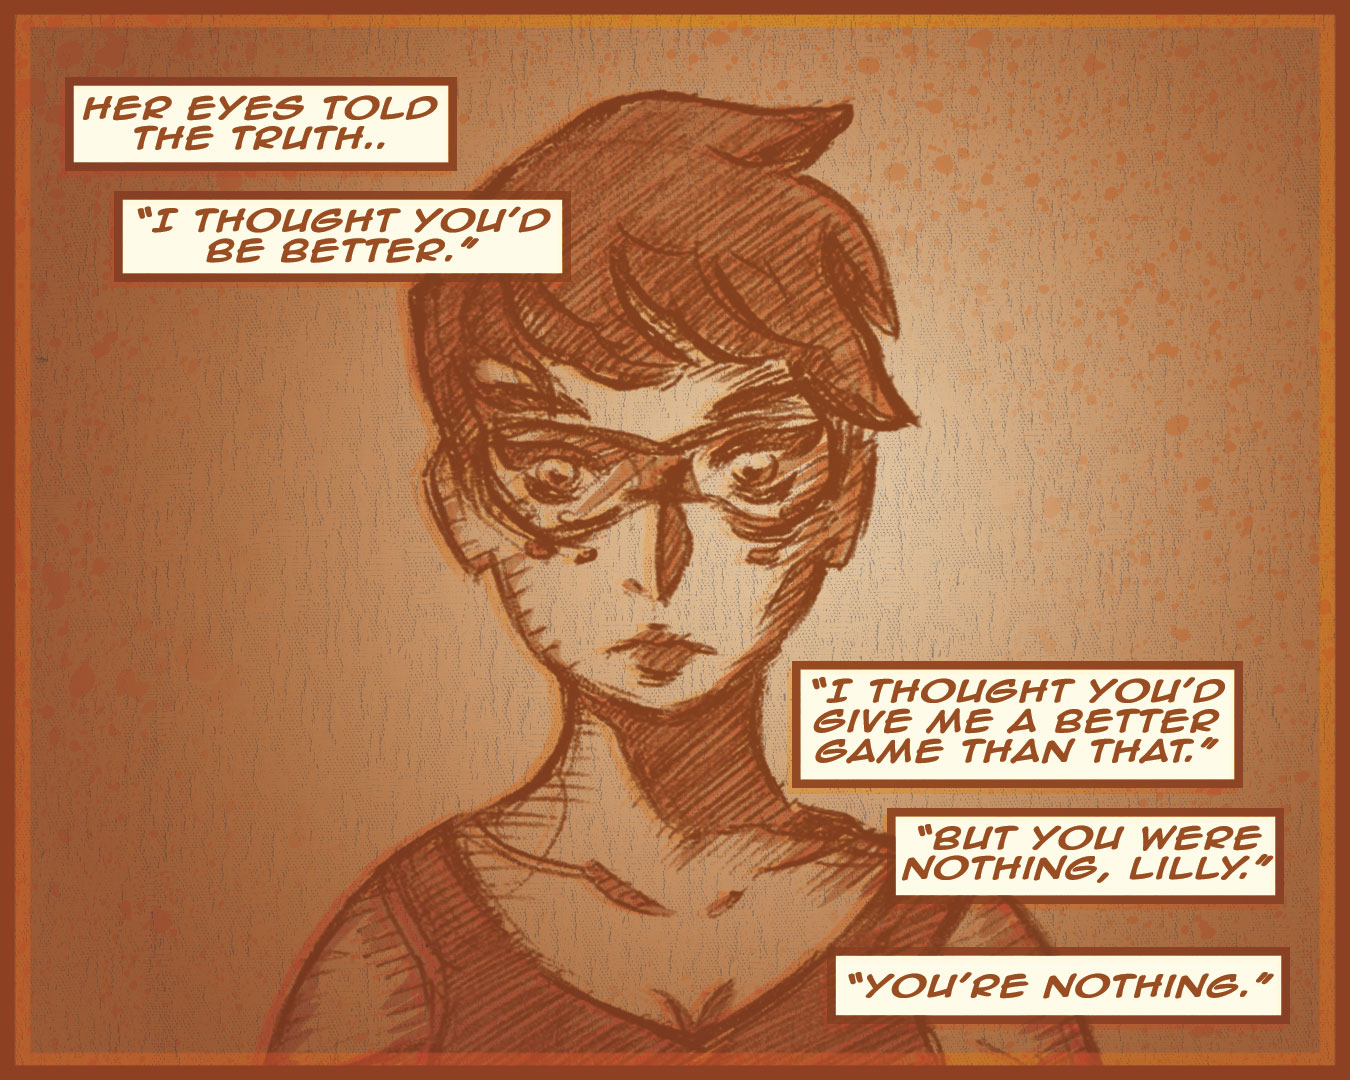 HER EYES TOLD
THE TRUTH..
"I THOUGHT YOU'D
BE BETTER."
"I THOUGHT YOU'D
GIVE ME A BETTER
GAME THAN THAT."
"BUT YOU WERE
NOTHING, LILLY."
"YOU'RE NOTHING."